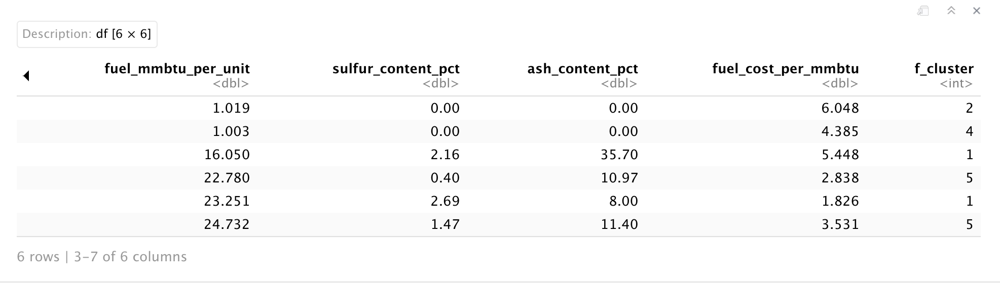 Description: df [6 × 6]
fuel_mmbtu_per_unit sulfur_content_pct ash_content_pct fuel_cost_per_mmbtu f_cluster
<dbl> <dbl> <dbl> <dbl> <int>
1.019 0.00 0.00 6.048 2
1.003 0.00 0.00 4.385 4
16.050 2.16 35.70 5.448 1
22.780 0.40 10.97 2.838 5
23.251 2.69 8.00 1.826 1
24.732 1.47 11.40 3.531 5
6 rows | 3–7 of 6 columns